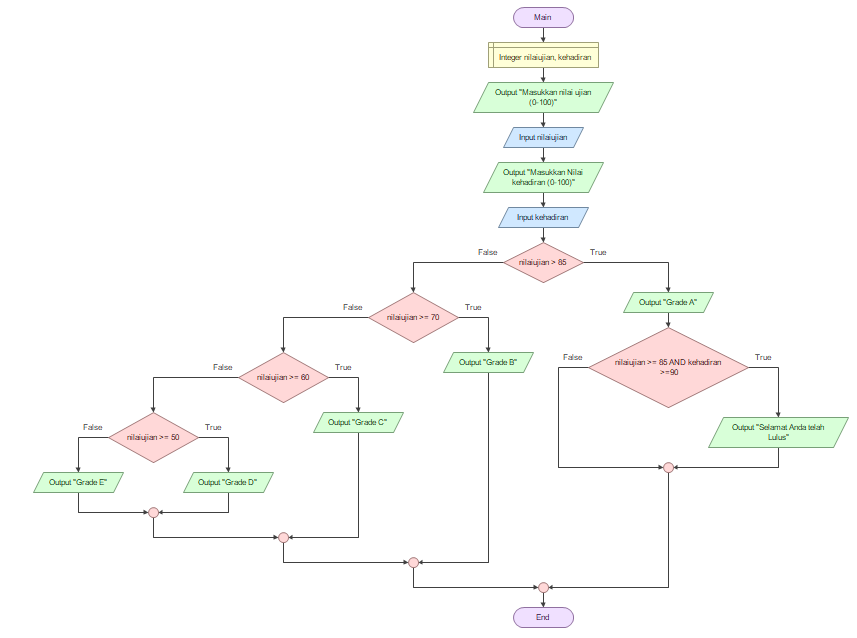 Main
Integer nilaiujian, kehadiran
Output "Masukkan nilai ujian
(0-100)"
Input nilaiujian
Output "Masukkan Nilai
kehadiran (0-100)"
Input kehadiran
False
nilaiujian > 85
True
False
nilaiujian >= 70
True
Output "Grade A"
False
nilaiujian >= 60
True
Output "Grade B"
False
nilaiujian >= 85 AND kehadiran
>=90
True
False
nilaiujian >= 50
True
Output "Grade C"
Output "Selamat Anda telah
Lulus"
Output "Grade E"
Output "Grade D"
End